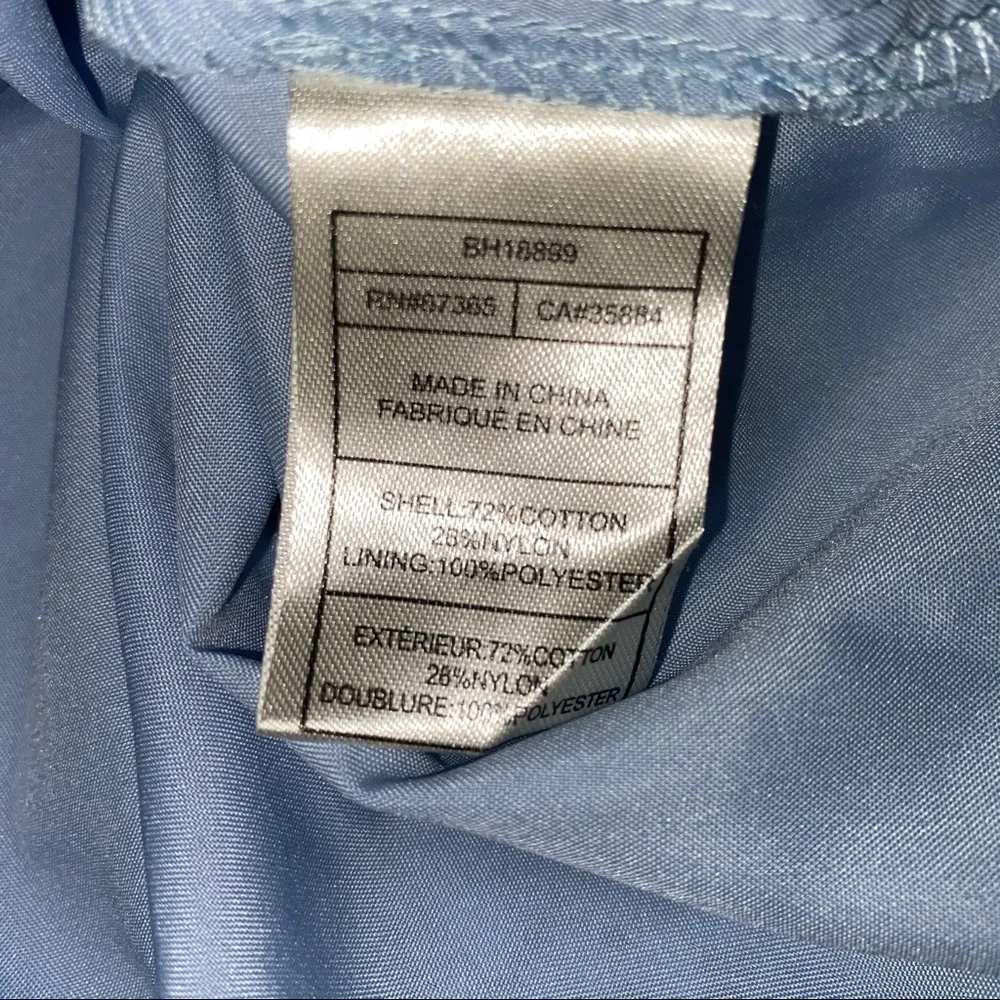 BH18899
RN#67365 CA#35884
MADE IN CHINA
FABRIQUÉ EN CHINE
SHELL:72%COTTON
28%NYLON
LINING:100%POLYESTER
EXTÉRIEUR:72%COTTON
28%NYLON
DOUBLURE:100%POLYESTER